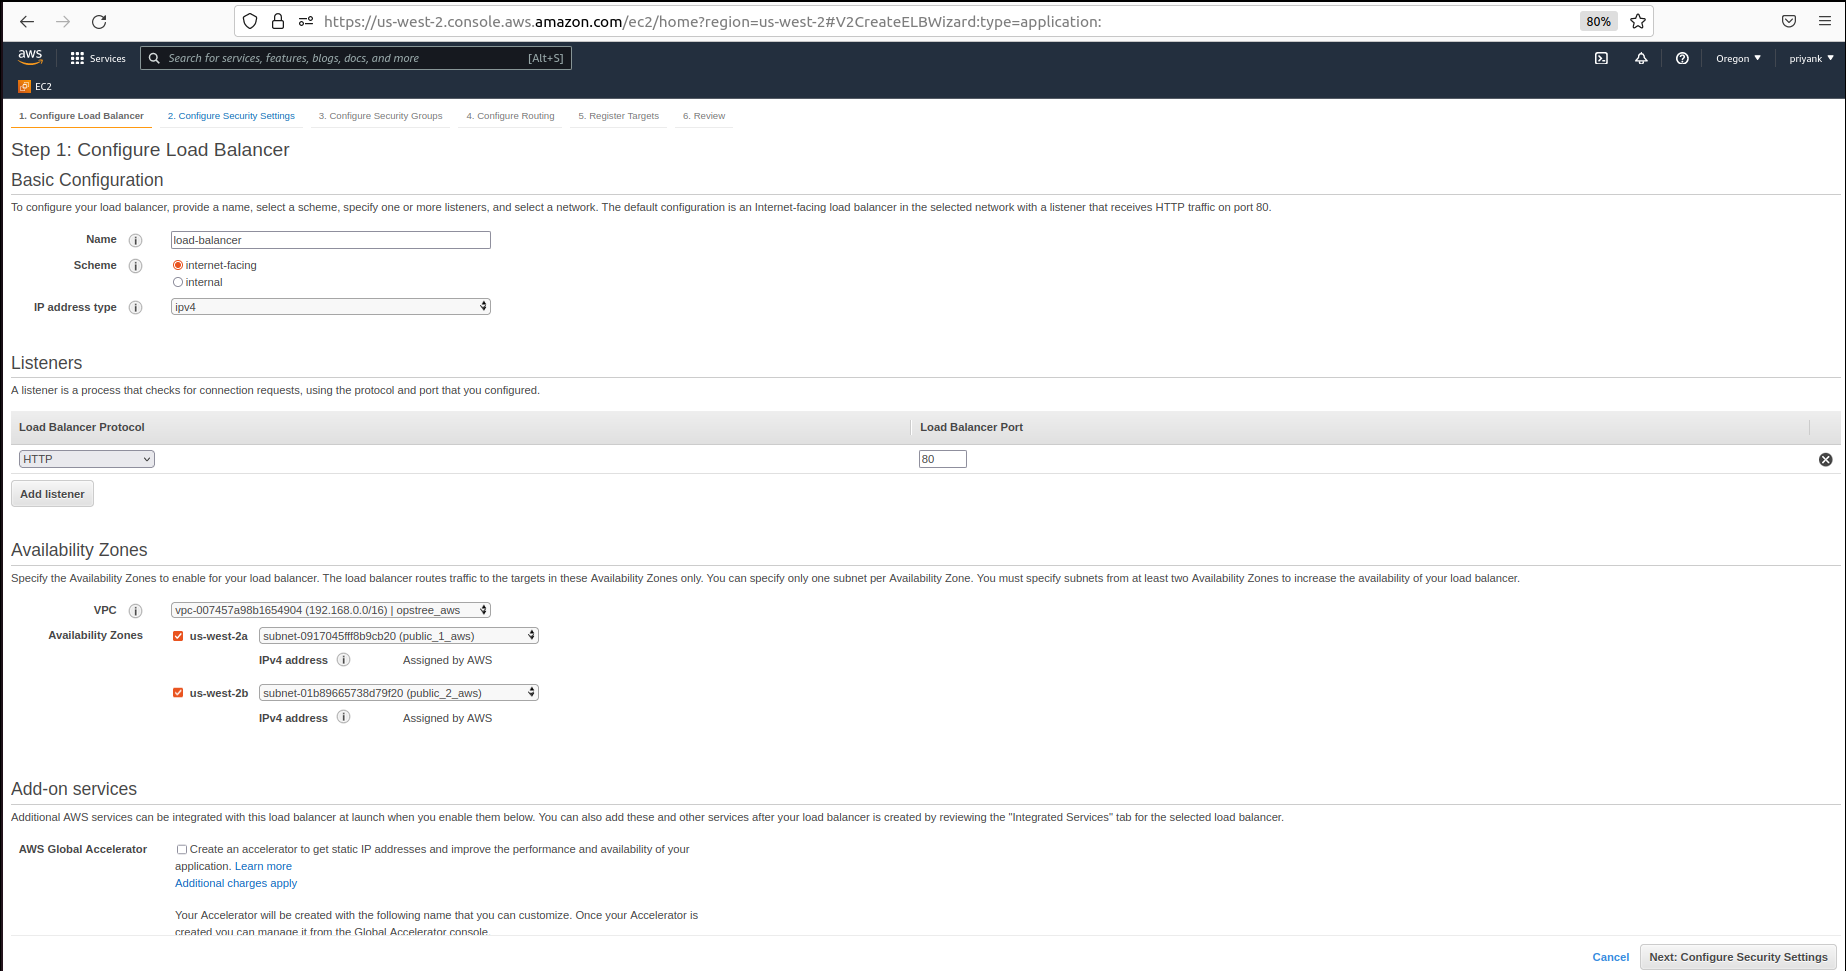 https://us-west-2.console.aws.amazon.com/ec2/home?region=us-west-2#V2CreateELBWizard:type=application:
80%
aws
Services
Search for services, features, blogs, docs, and more
[Alt+S]
Oregon
priyank
EC2
1. Configure Load Balancer
2. Configure Security Settings
3. Configure Security Groups
4. Configure Routing
5. Register Targets
6. Review
Step 1: Configure Load Balancer
Basic Configuration
To configure your load balancer, provide a name, select a scheme, specify one or more listeners, and select a network. The default configuration is an Internet-facing load balancer in the selected network with a listener that receives HTTP traffic on port 80.
Name
load-balancer
Scheme
internet-facing
internal
IP address type
ipv4
Listeners
A listener is a process that checks for connection requests, using the protocol and port that you configured.
Load Balancer Protocol
Load Balancer Port
HTTP
80
Add listener
Availability Zones
Specify the Availability Zones to enable for your load balancer. The load balancer routes traffic to the targets in these Availability Zones only. You can specify only one subnet per Availability Zone. You must specify subnets from at least two Availability Zones to increase the availability of your load balancer.
VPC
vpc-007457a98b1654904 (192.168.0.0/16) | opstree_aws
Availability Zones
us-west-2a
subnet-0917045fff8b9cb20 (public_1_aws)
IPv4 address
Assigned by AWS
us-west-2b
subnet-01b89665738d79f20 (public_2_aws)
IPv4 address
Assigned by AWS
Add-on services
Additional AWS services can be integrated with this load balancer at launch when you enable them below. You can also add these and other services after your load balancer is created by reviewing the "Integrated Services" tab for the selected load balancer.
AWS Global Accelerator
Create an accelerator to get static IP addresses and improve the performance and availability of your
application. Learn more
Additional charges apply
Your Accelerator will be created with the following name that you can customize. Once your Accelerator is
created you can manage it from the Global Accelerator console.
Cancel
Next: Configure Security Settings